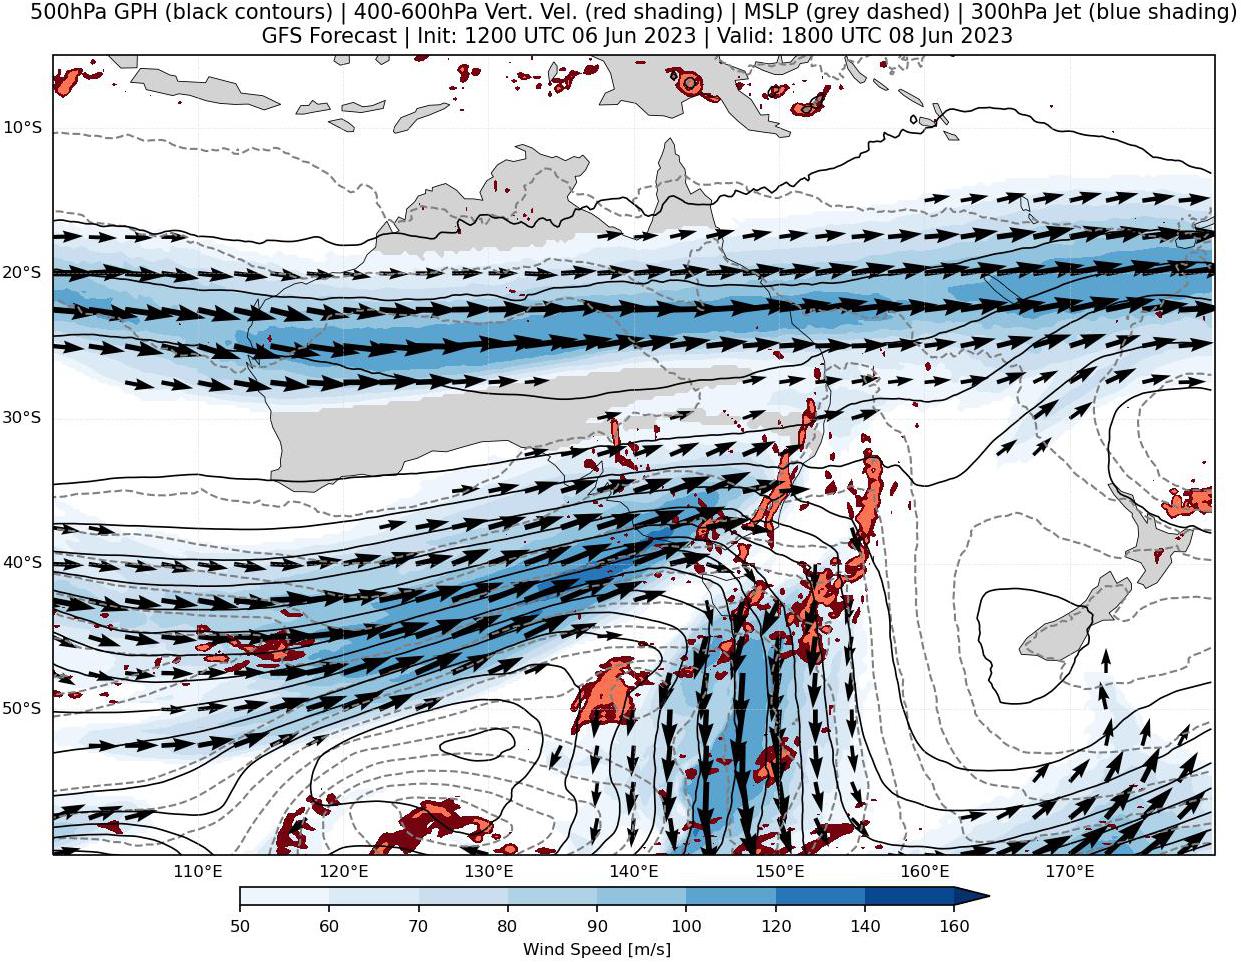 500hPa GPH (black contours) | 400-600hPa Vert. Vel. (red shading) | MSLP (grey dashed) | 300hPa Jet (blue shading)
GFS Forecast | Init: 1200 UTC 06 Jun 2023 | Valid: 1800 UTC 08 Jun 2023
10°S
20°S
30°S
40°S
50°S
110°E 120°E 130°E 140°E 150°E 160°E 170°E
50 60 70 80 90 100 120 140 160
Wind Speed [m/s]